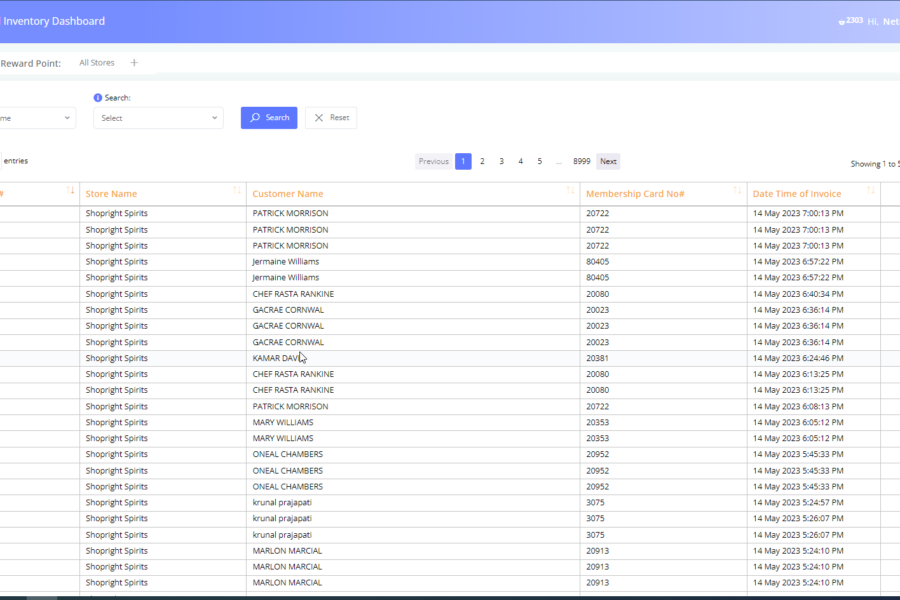 Inventory Dashboard 2303 Hi, Net
Reward Point: All Stores +
Search:
me Select Search Reset
entries Previous 1 2 3 4 5 ... 8999 Next Showing 1 to 5
# Store Name Customer Name Membership Card No# Date Time of Invoice
Shopright Spirits PATRICK MORRISON 20722 14 May 2023 7:00:13 PM
Shopright Spirits PATRICK MORRISON 20722 14 May 2023 7:00:13 PM
Shopright Spirits PATRICK MORRISON 20722 14 May 2023 7:00:13 PM
Shopright Spirits Jermaine Williams 80405 14 May 2023 6:57:22 PM
Shopright Spirits Jermaine Williams 80405 14 May 2023 6:57:22 PM
Shopright Spirits CHEF RASTA RANKINE 20080 14 May 2023 6:40:34 PM
Shopright Spirits GACRAE CORNWAL 20023 14 May 2023 6:36:14 PM
Shopright Spirits GACRAE CORNWAL 20023 14 May 2023 6:36:14 PM
Shopright Spirits GACRAE CORNWAL 20023 14 May 2023 6:36:14 PM
Shopright Spirits KAMAR DAVI 20381 14 May 2023 6:24:46 PM
Shopright Spirits CHEF RASTA RANKINE 20080 14 May 2023 6:13:25 PM
Shopright Spirits CHEF RASTA RANKINE 20080 14 May 2023 6:13:25 PM
Shopright Spirits PATRICK MORRISON 20722 14 May 2023 6:08:13 PM
Shopright Spirits MARY WILLIAMS 20353 14 May 2023 6:05:12 PM
Shopright Spirits MARY WILLIAMS 20353 14 May 2023 6:05:12 PM
Shopright Spirits ONEAL CHAMBERS 20952 14 May 2023 5:45:33 PM
Shopright Spirits ONEAL CHAMBERS 20952 14 May 2023 5:45:33 PM
Shopright Spirits ONEAL CHAMBERS 20952 14 May 2023 5:45:33 PM
Shopright Spirits krunal prajapati 3075 14 May 2023 5:24:57 PM
Shopright Spirits krunal prajapati 3075 14 May 2023 5:26:07 PM
Shopright Spirits krunal prajapati 3075 14 May 2023 5:26:07 PM
Shopright Spirits MARLON MARCIAL 20913 14 May 2023 5:24:10 PM
Shopright Spirits MARLON MARCIAL 20913 14 May 2023 5:24:10 PM
Shopright Spirits MARLON MARCIAL 20913 14 May 2023 5:24:10 PM